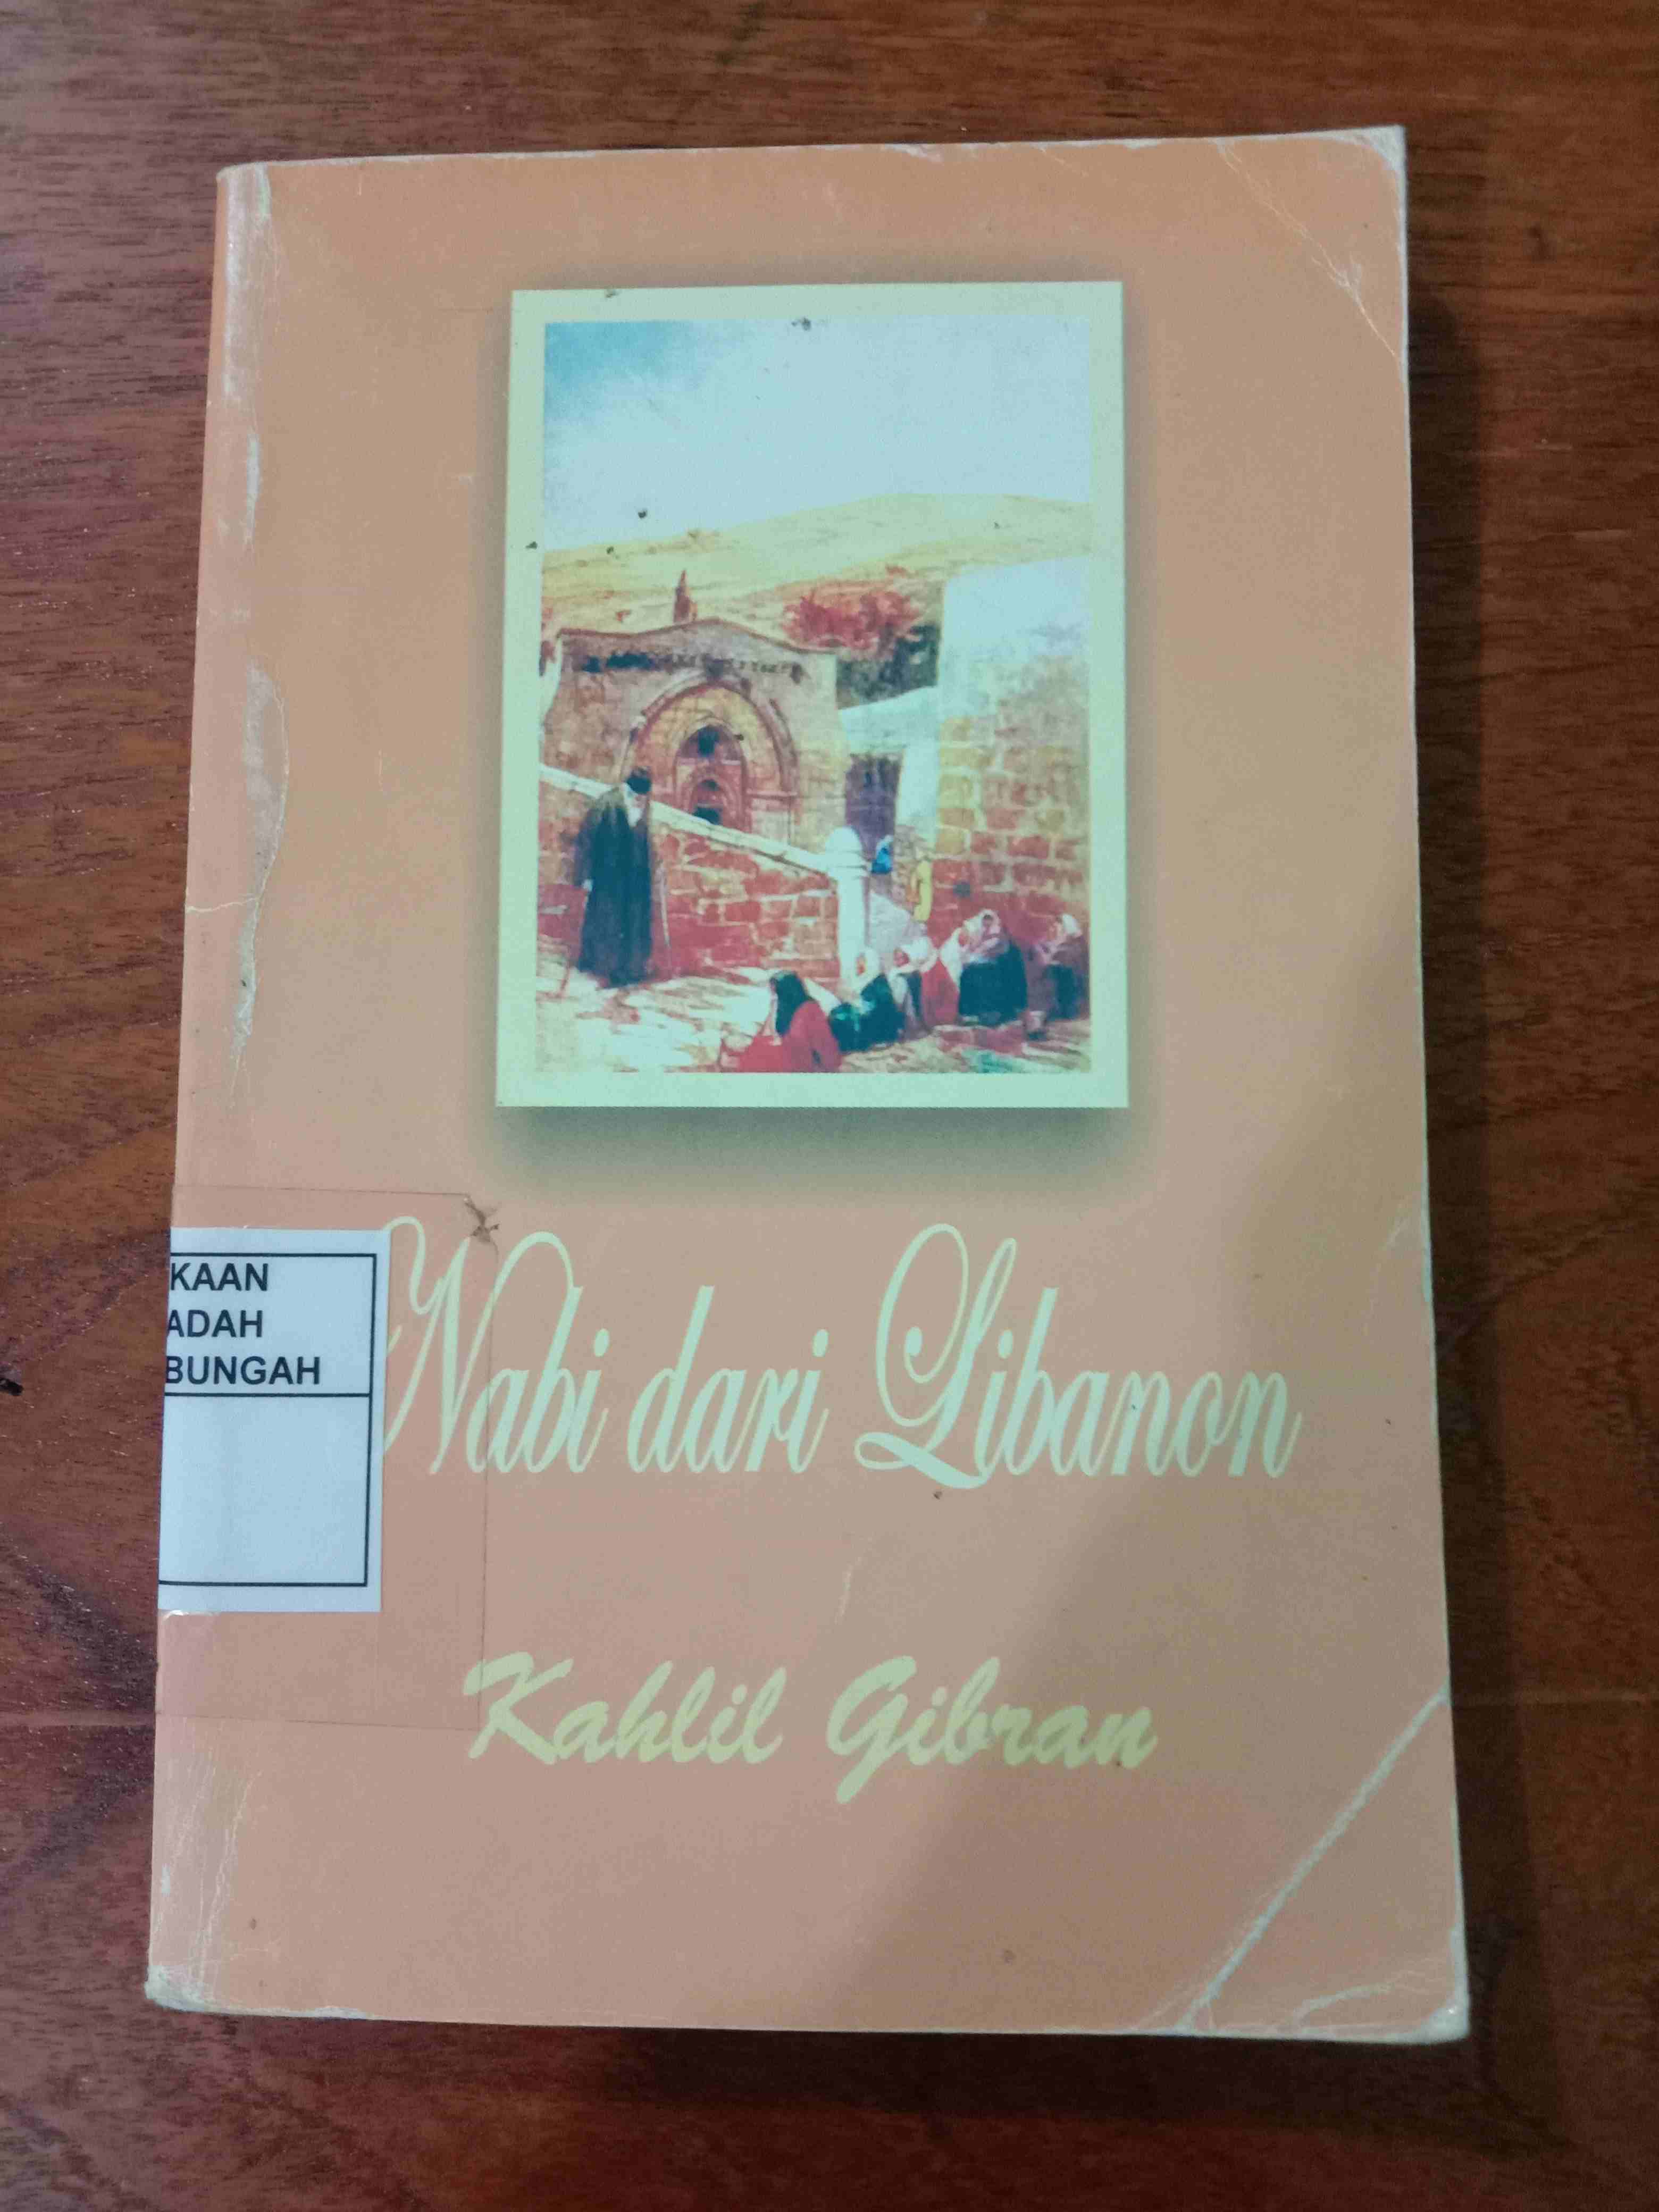 KAAN
ADAH
BUNGAH
Nabi dari Libanon
Kahlil Gibran